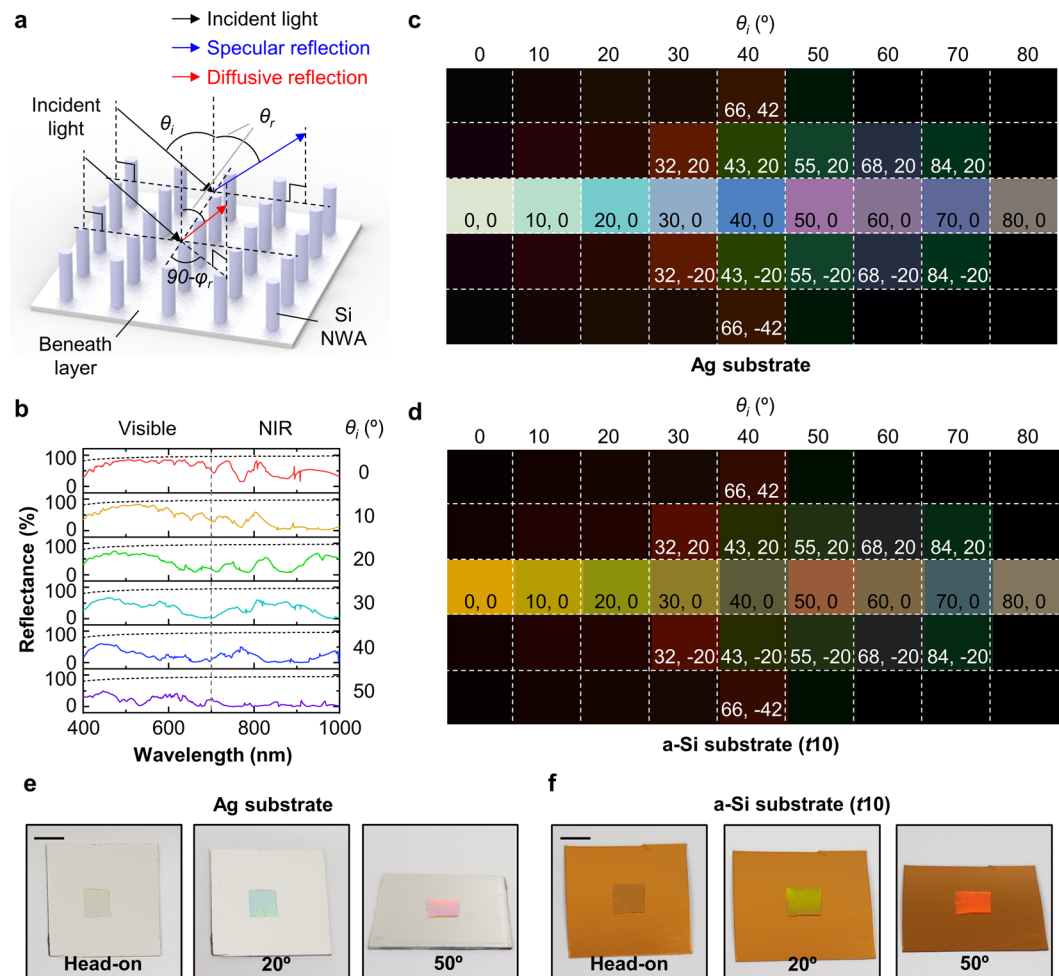 a
Incident light
Specular reflection
Diffusive reflection
Incident
light
θi
θr
90-φr
Si
NWA
Beneath
layer
b
Visible
NIR
θi (º)
Reflectance (%)
100
0
0
100
0
10
100
0
20
100
0
30
100
0
40
100
0
50
400
600
800
1000
Wavelength (nm)
c
θi (º)
0 10 20 30 40 50 60 70 80
66, 42
32, 20 43, 20 55, 20 68, 20 84, 20
0, 0 10, 0 20, 0 30, 0 40, 0 50, 0 60, 0 70, 0 80, 0
32, -20 43, -20 55, -20 68, -20 84, -20
66, -42
Ag substrate
d
θi (º)
0 10 20 30 40 50 60 70 80
66, 42
32, 20 43, 20 55, 20 68, 20 84, 20
0, 0 10, 0 20, 0 30, 0 40, 0 50, 0 60, 0 70, 0 80, 0
32, -20 43, -20 55, -20 68, -20 84, -20
66, -42
a-Si substrate (t10)
e
Ag substrate
Head-on
20º
50º
f
a-Si substrate (t10)
Head-on
20º
50º